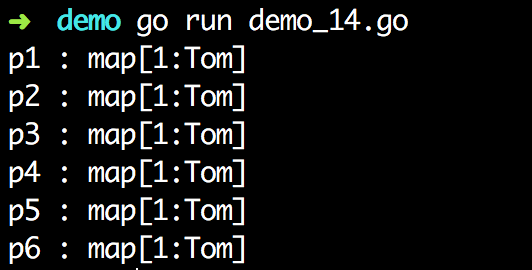 ➜ demo go run demo_14.go
p1 : map[1:Tom]
p2 : map[1:Tom]
p3 : map[1:Tom]
p4 : map[1:Tom]
p5 : map[1:Tom]
p6 : map[1:Tom]